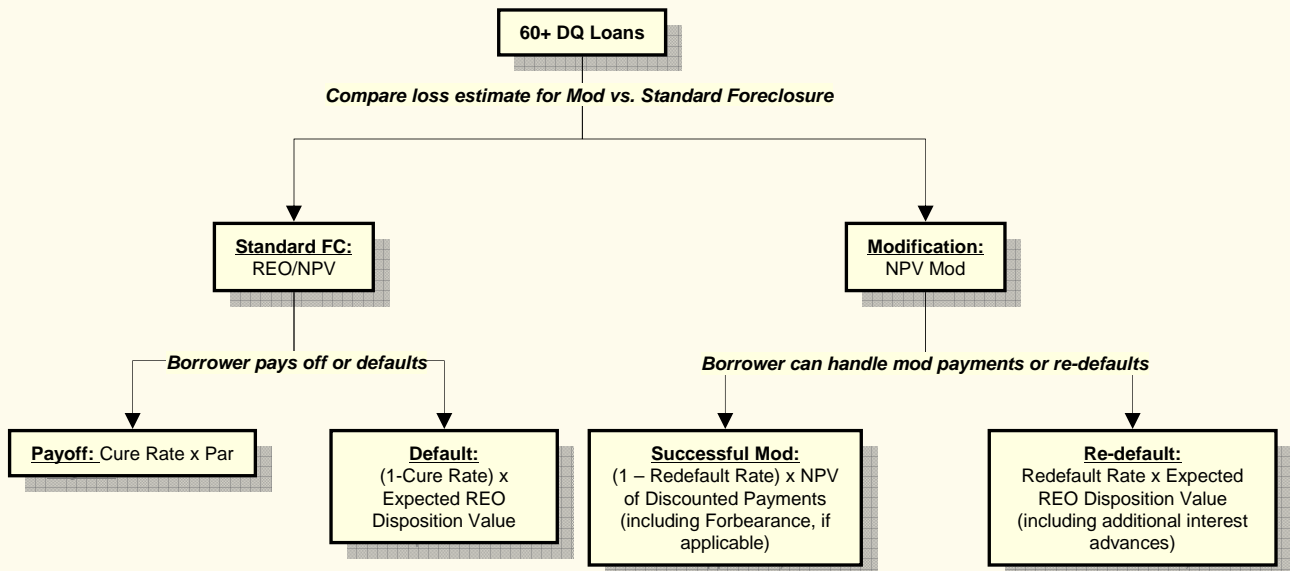 60+ DQ Loans
Compare loss estimate for Mod vs. Standard Foreclosure
Standard FC:
REO/NPV
Modification:
NPV Mod
Borrower pays off or defaults
Borrower can handle mod payments or re-defaults
Payoff: Cure Rate x Par
Default:
(1-Cure Rate) x
Expected REO
Disposition Value
Successful Mod:
(1 – Redefault Rate) x NPV
of Discounted Payments
(including Forbearance, if
applicable)
Re-default:
Redefault Rate x Expected
REO Disposition Value
(including additional interest
advances)